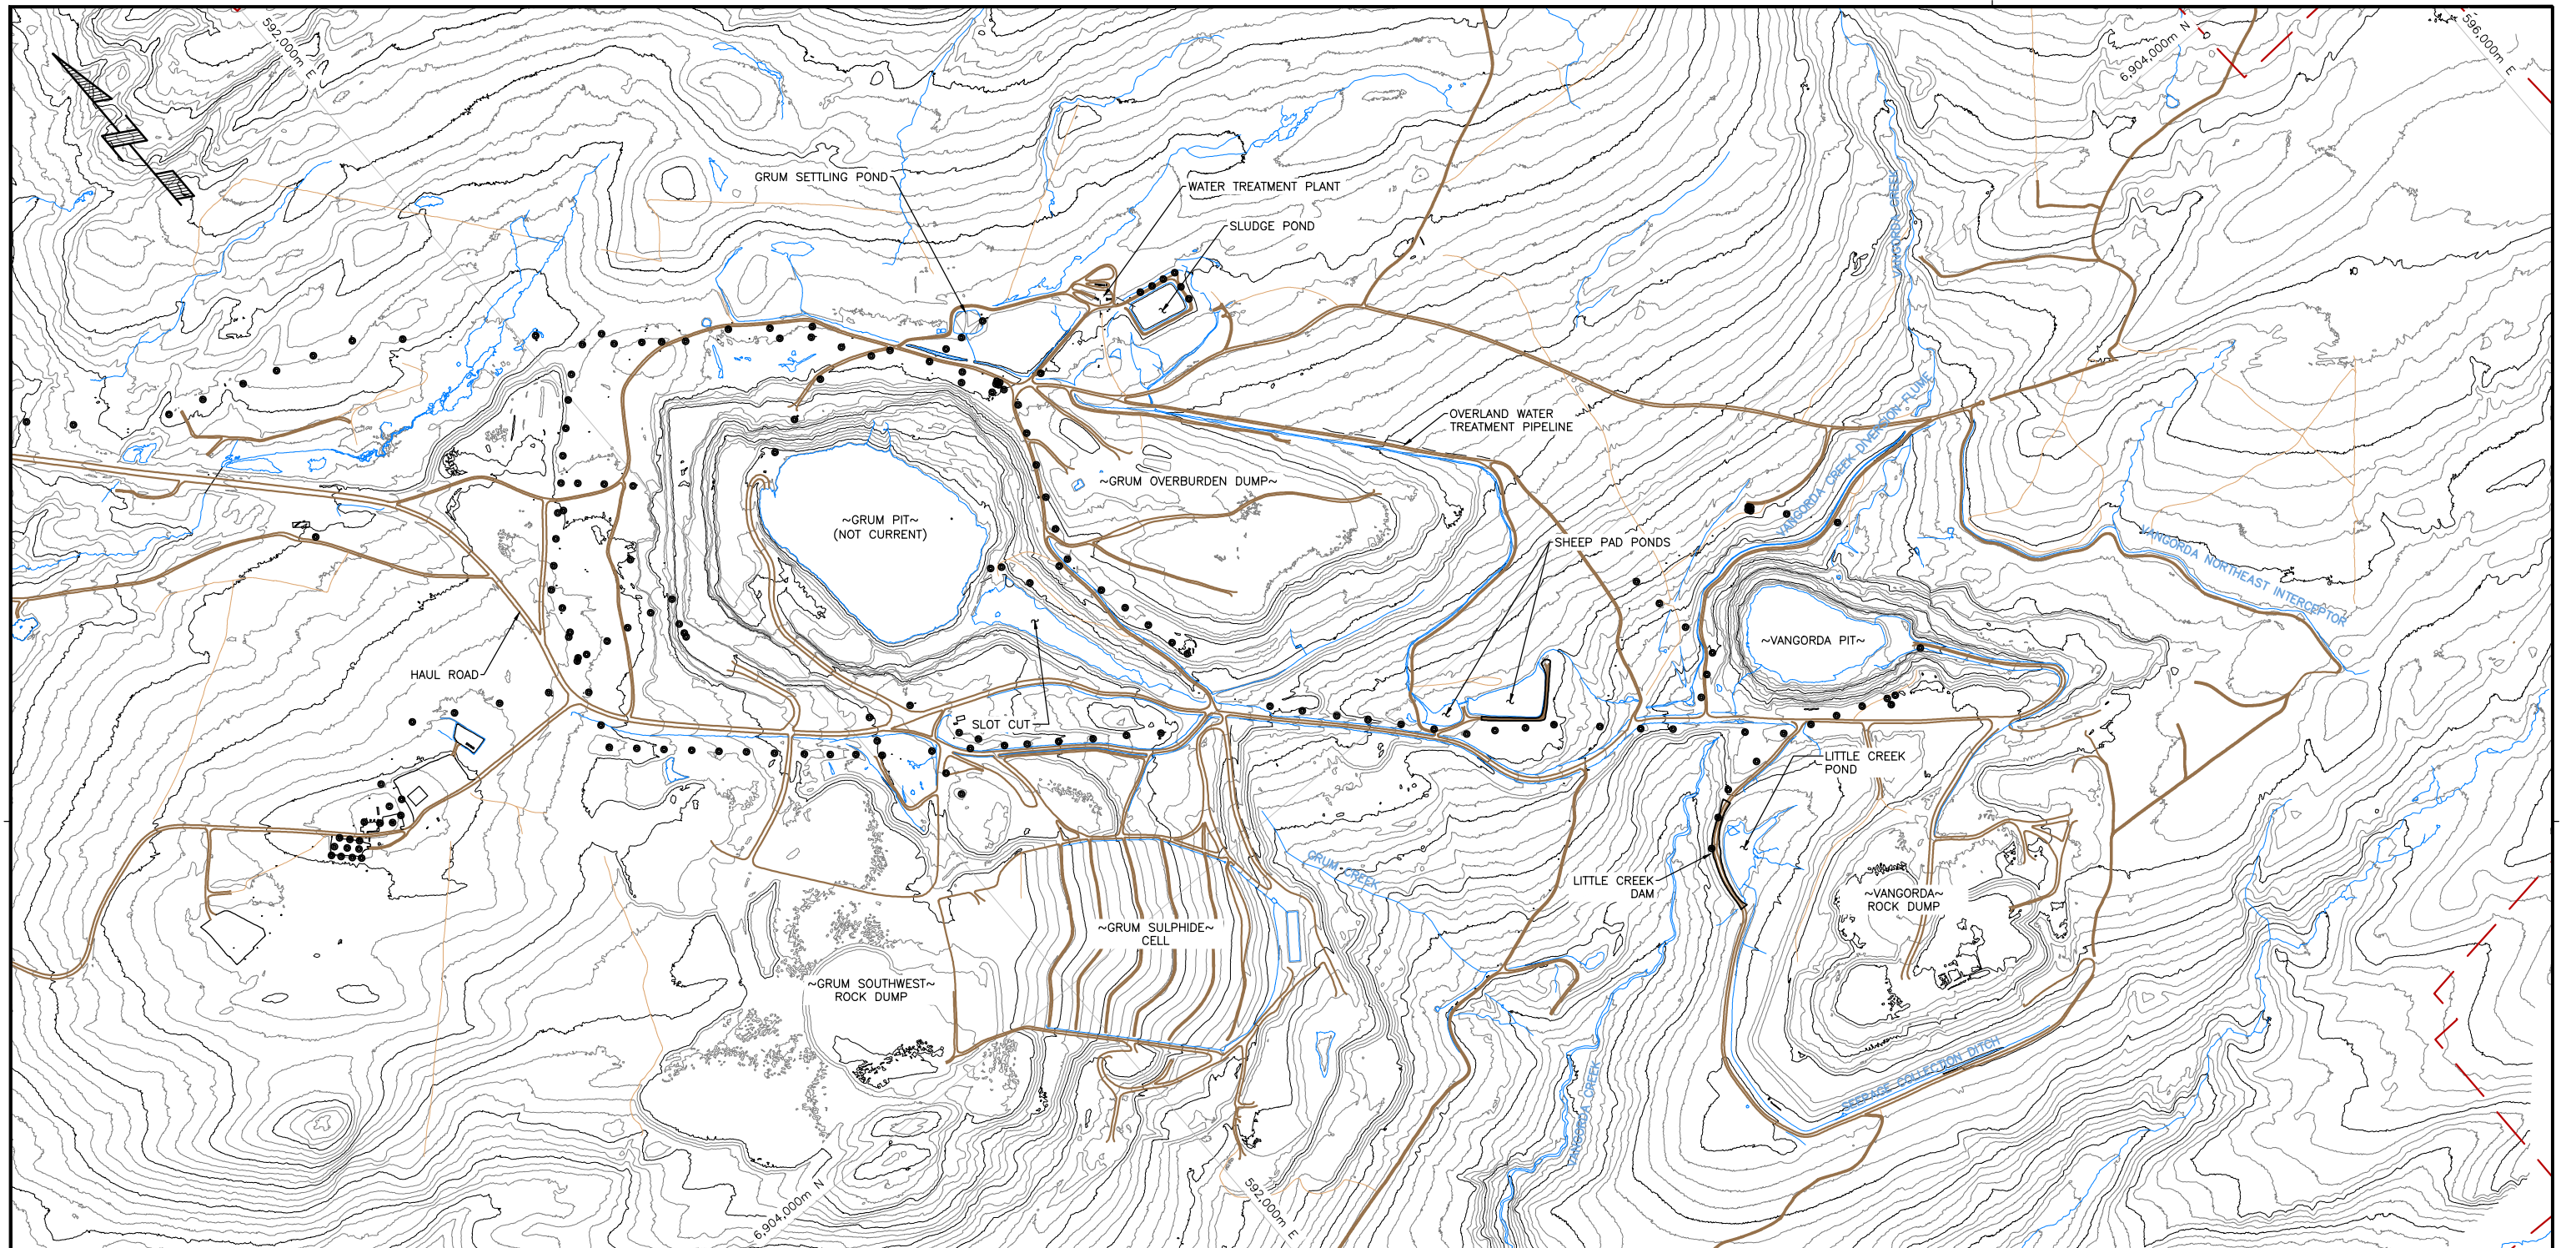 592,000m E
6,904,000m N
596,000m E
GRUM SETTLING POND
WATER TREATMENT PLANT
SLUDGE POND
VANGORDA CREEK
OVERLAND WATER
TREATMENT PIPELINE
VANGORDA CREEK DIVERSION FLUME
~GRUM OVERBURDEN DUMP~
~GRUM PIT~
(NOT CURRENT)
SHEEP PAD PONDS
VANGORDA NORTHEAST INTERCEPTOR
~VANGORDA PIT~
HAUL ROAD
SLOT CUT
LITTLE CREEK
POND
GRUM CREEK
LITTLE CREEK
DAM
~VANGORDA~
ROCK DUMP
~GRUM SULPHIDE~
CELL
~GRUM SOUTHWEST~
ROCK DUMP
SEEPAGE COLLECTION DITCH
VANGORDA CREEK
6,904,000m N
592,000m E